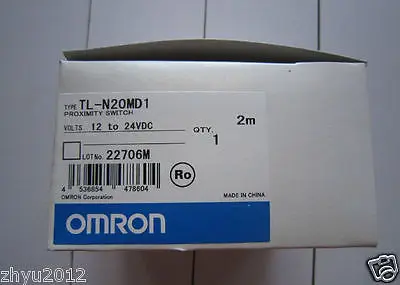 TYPE TL-N20MD1
PROXIMITY SWITCH
2m
VOLTS 12 to 24VDC
QTY. 1
LOT No. 22706M
4 536854 478604
Ro
OMRON Corporation
MADE IN CHINA
OMRON
zhyu2012